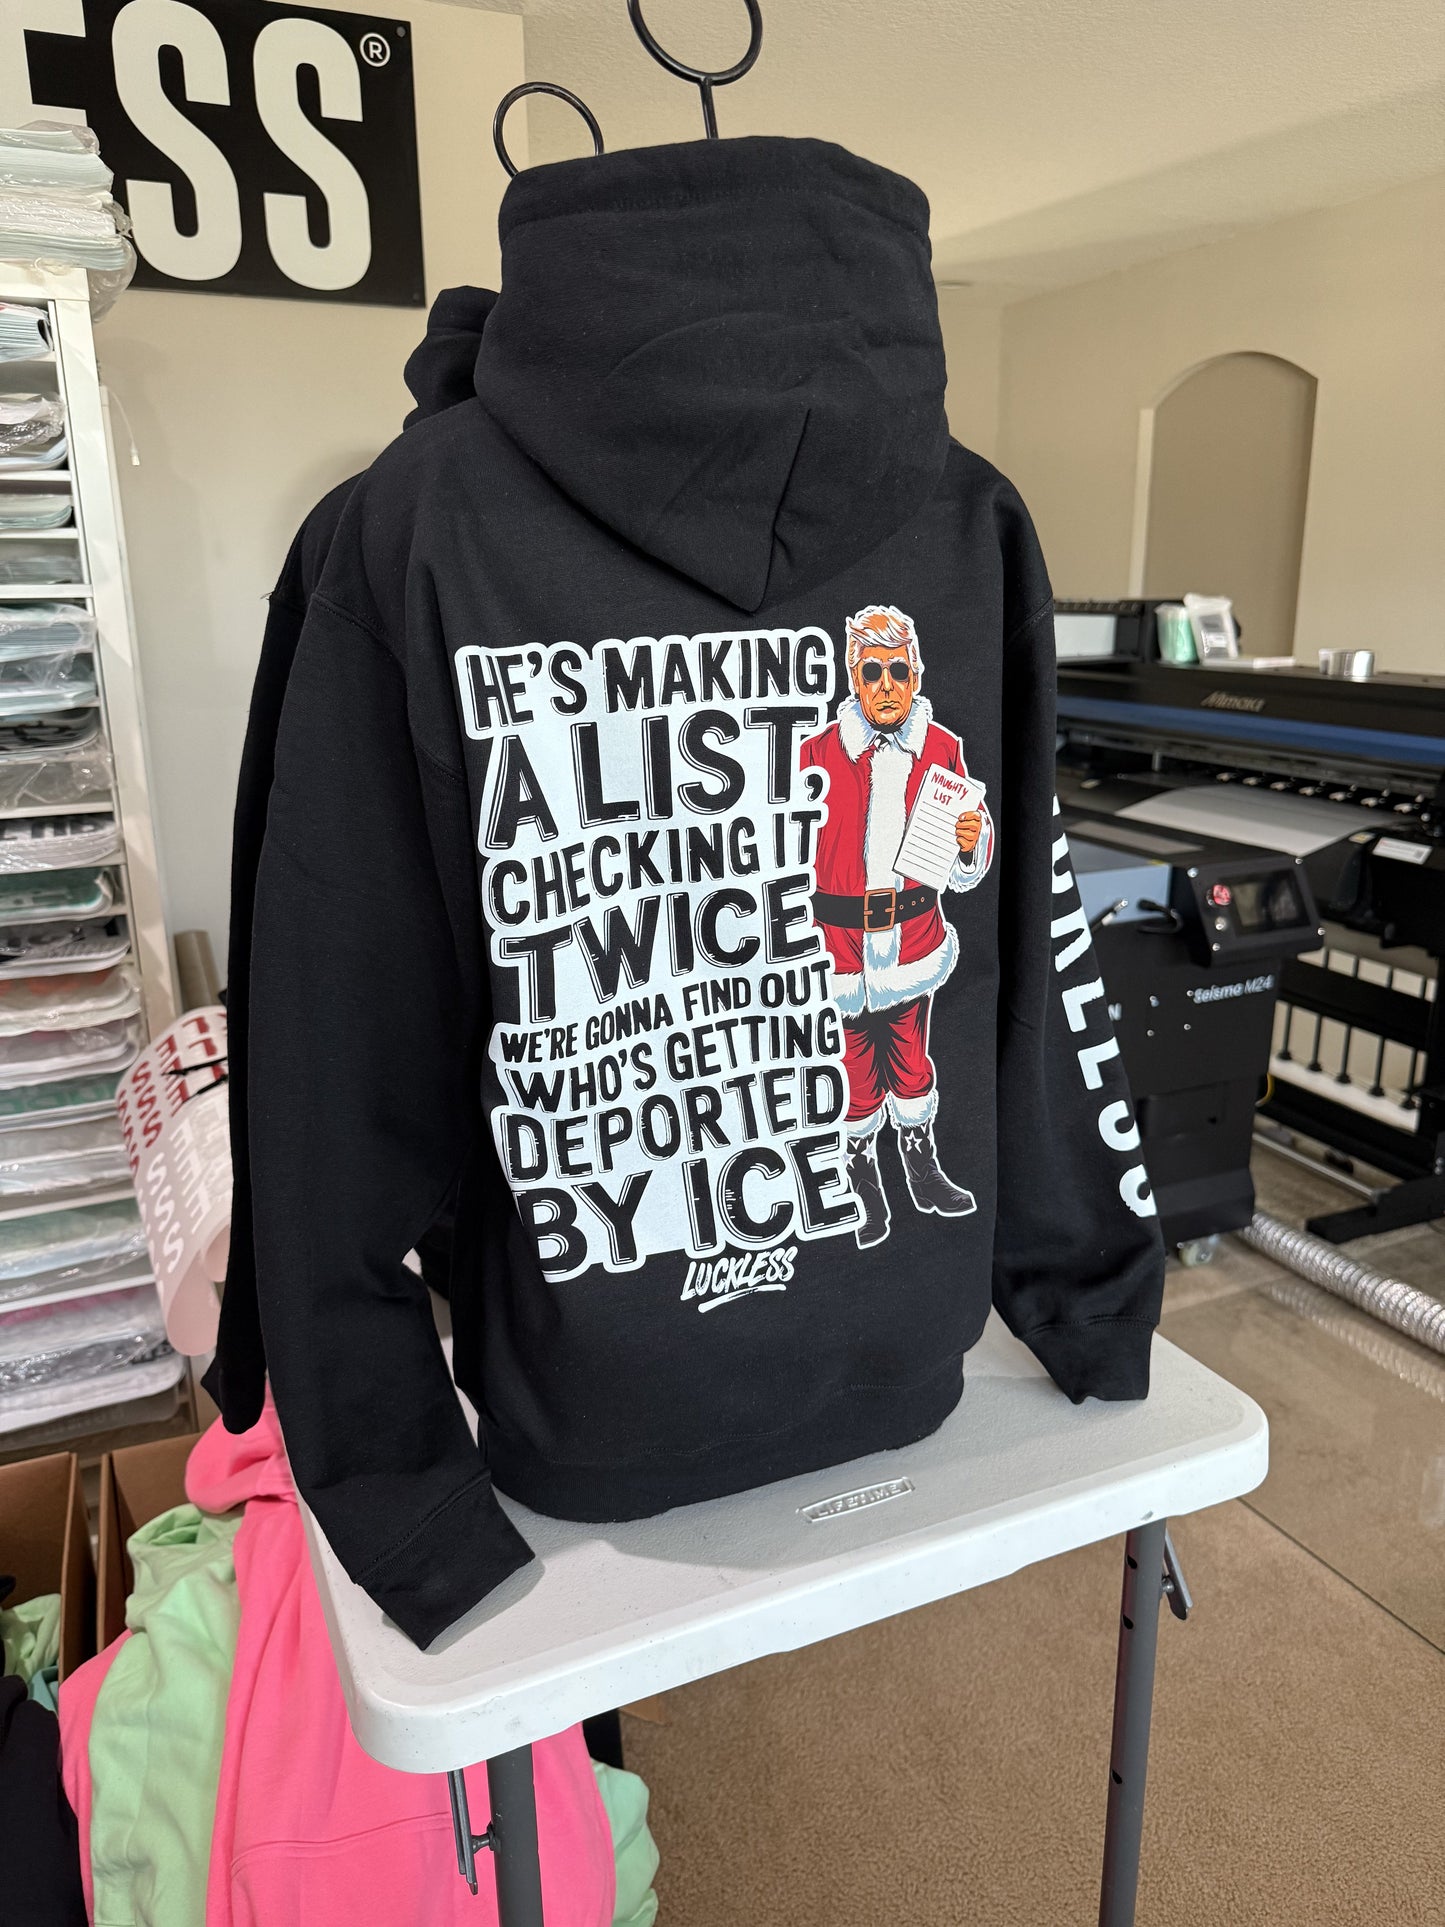 ESS®
HE'S MAKING
A LIST,
CHECKING IT
TWICE
WE'RE GONNA FIND OUT
WHO'S GETTING
DEPORTED
BY ICE
LUCKLESS
NAUGHTY
LIST
Mimaki
Seismo M24
LIFETIME